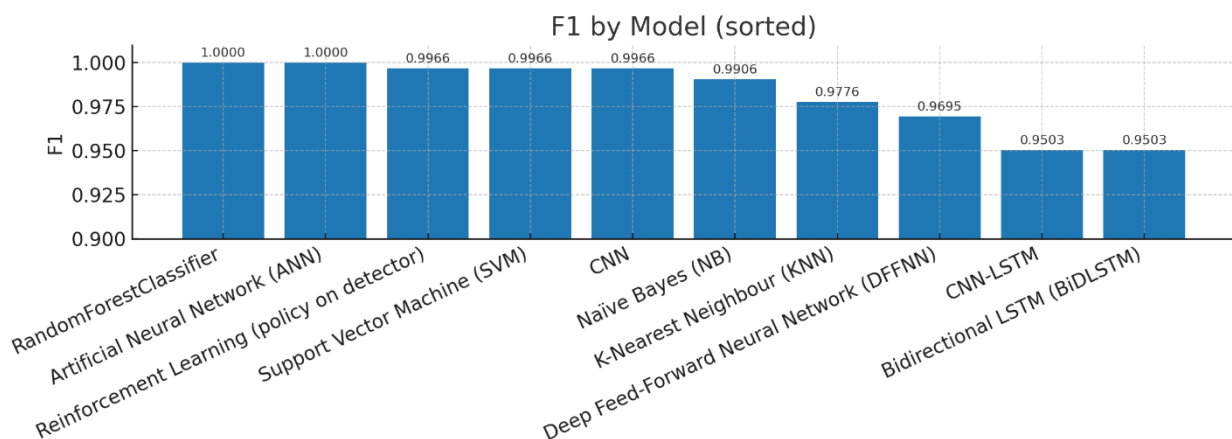 F1 by Model (sorted)
F1
1.000
0.975
0.950
0.925
0.900
1.0000
1.0000
0.9966
0.9966
0.9966
0.9906
0.9776
0.9695
0.9503
0.9503
RandomForestClassifier
Artificial Neural Network (ANN)
Reinforcement Learning (policy on detector)
Support Vector Machine (SVM)
CNN
Naïve Bayes (NB)
K-Nearest Neighbour (KNN)
Deep Feed-Forward Neural Network (DFFNN)
CNN-LSTM
Bidirectional LSTM (BiDLSTM)